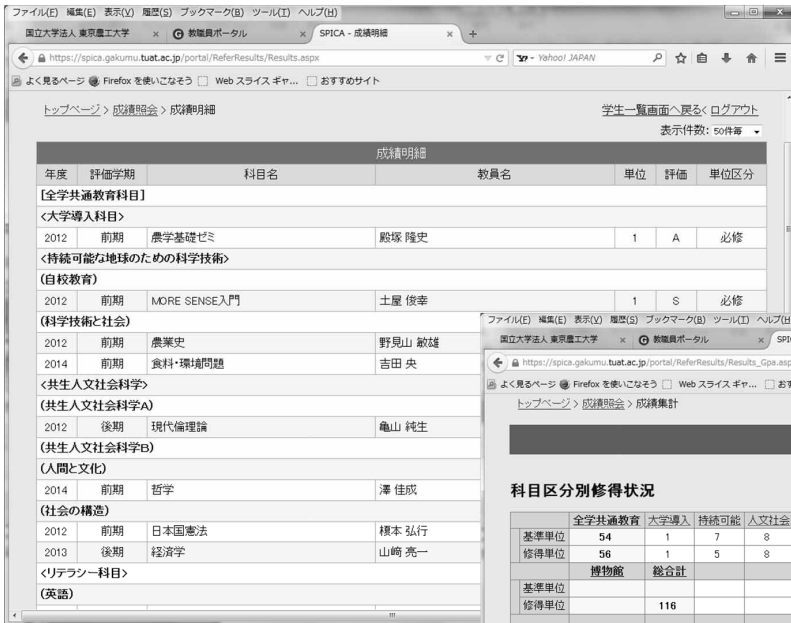 ファイル(F) 編集(E) 表示(V) 履歴(S) ブックマーク(B) ツール(T) ヘルプ(H)
国立大学法人 東京農工大学 × 教職員ポータル × SPICA - 成績明細 × +
https://spica.gakumu.tuat.ac.jp/portal/ReferResults/Results.aspx Yahoo! JAPAN
よく見るページ Firefox を使いこなそう Web スライス ギャ... おすすめサイト
トップページ > 成績照会 > 成績明細 学生一覧画面へ戻る< ログアウト
表示件数: 50件毎
成績明細
年度 評価学期 科目名 教員名 単位 評価 単位区分
[全学共通教育科目]
<大学導入科目>
2012 前期 農学基礎ゼミ 殿塚 隆史 1 A 必修
<持続可能な地球のための科学技術>
(自校教育)
2012 前期 MORE SENSE入門 土屋 俊幸 1 S 必修
(科学技術と社会)
2012 前期 農業史 野見山 敏雄
2014 前期 食料・環境問題 吉田 央
<共生人文社会科学>
(共生人文社会科学A)
2012 後期 現代倫理論 亀山 純生
(共生人文社会科学B)
(人間と文化)
2014 前期 哲学 澤 佳成
(社会の構造)
2012 前期 日本国憲法 榎本 弘行
2013 後期 経済学 山﨑 亮一
<リテラシー科目>
(英語)
ファイル(F) 編集(E) 表示(V) 履歴(S) ブックマーク(B) ツール(T) ヘルプ(H
国立大学法人 東京農工大学 × 教職員ポータル × SPI
https://spica.gakumu.tuat.ac.jp/portal/ReferResults/Results_Gpa.asp
よく見るページ Firefox を使いこなそう Web スライス ギャ... おす
トップページ > 成績照会 > 成績集計
科目区分別修得状況
全学共通教育 大学導入 持続可能 人文社会
基準単位 54 1 7 8
修得単位 56 1 5 8
博物館 総合計
基準単位
修得単位 116